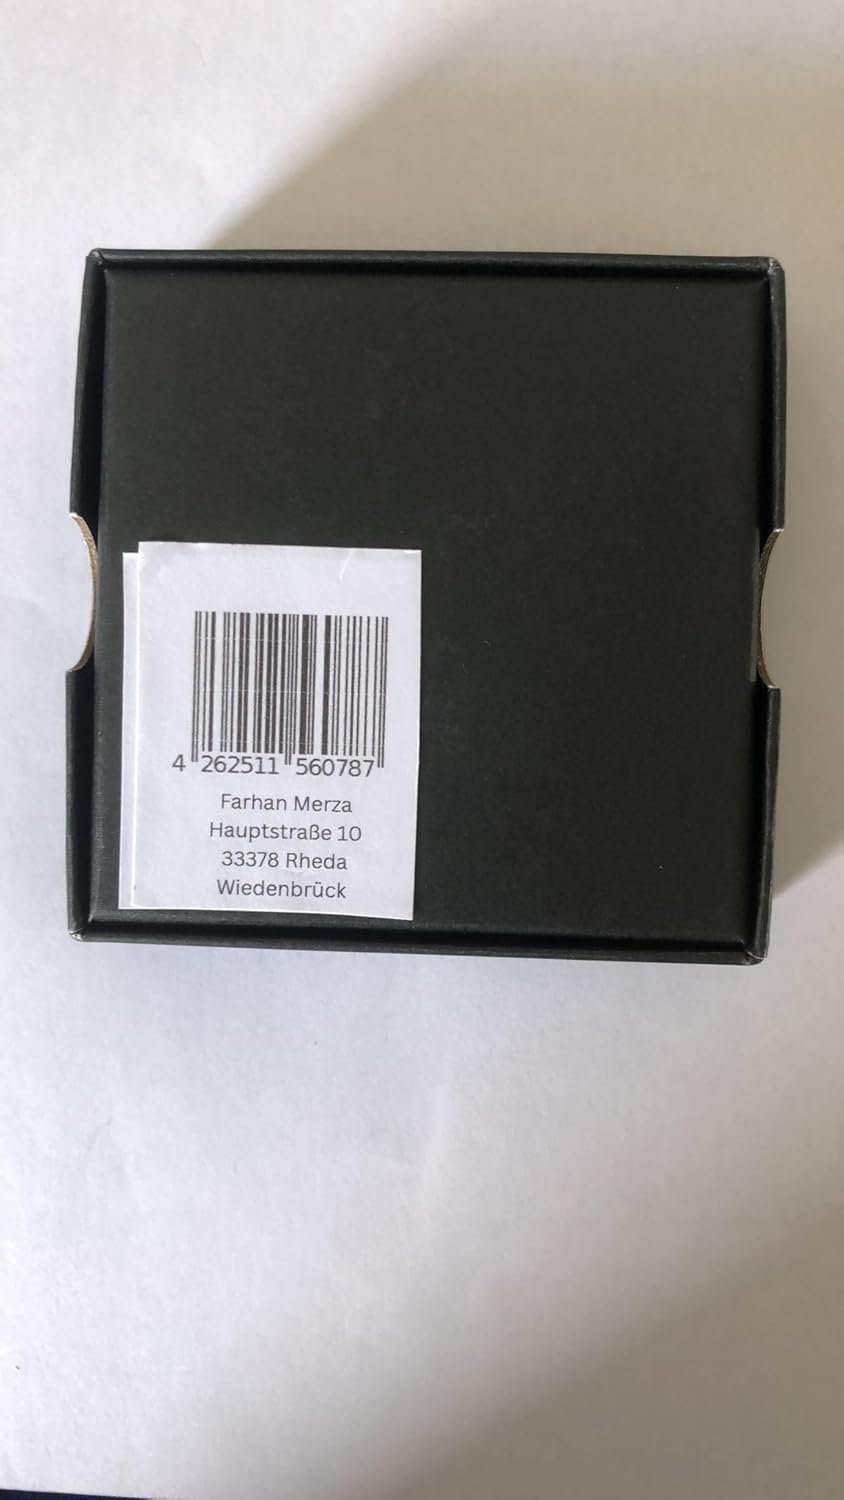 4 262511 560787
Farhan Merza
Hauptstraße 10
33378 Rheda
Wiedenbrück